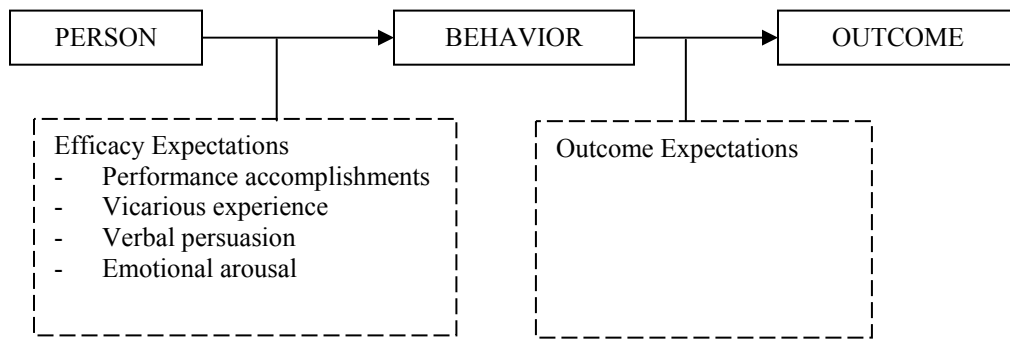 PERSON
BEHAVIOR
OUTCOME
Efficacy Expectations
- Performance accomplishments
- Vicarious experience
- Verbal persuasion
- Emotional arousal
Outcome Expectations